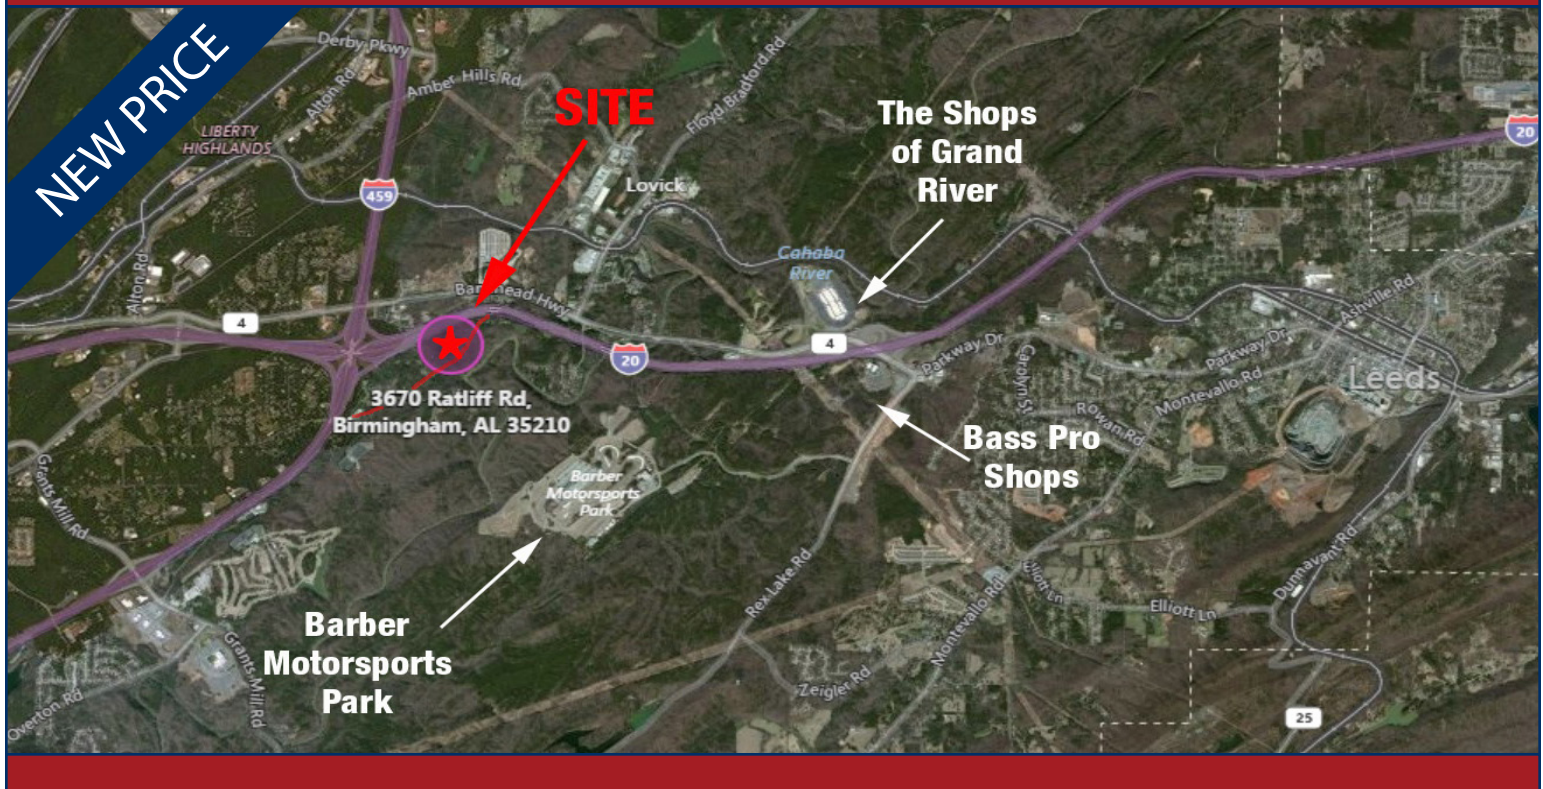 NEW PRICE
Derby Pkwy
Alton Rd
Amber Hills Rd
Floyd Bradford Rd
SITE
The Shops
of Grand
River
20
LIBERTY
HIGHLANDS
459
Lovick
Cahaba
River
Alton Rd
Bankhead Hwy
4
4
20
Ashville Rd
Parkway Dr
Parkway Dr
Leeds
Carolyn St
Montevallo Rd
Rowan Rd
3670 Ratliff Rd,
Birmingham, AL 35210
Bass Pro
Shops
Barber
Motorsports
Park
Grants Mill Rd
Rex Lake Rd
Elliott Ln
Elliott Ln
Dunnavant Rd
Montevallo Rd
Barber
Motorsports
Park
Grants Mill Rd
Zeigler Rd
Overton Rd
25